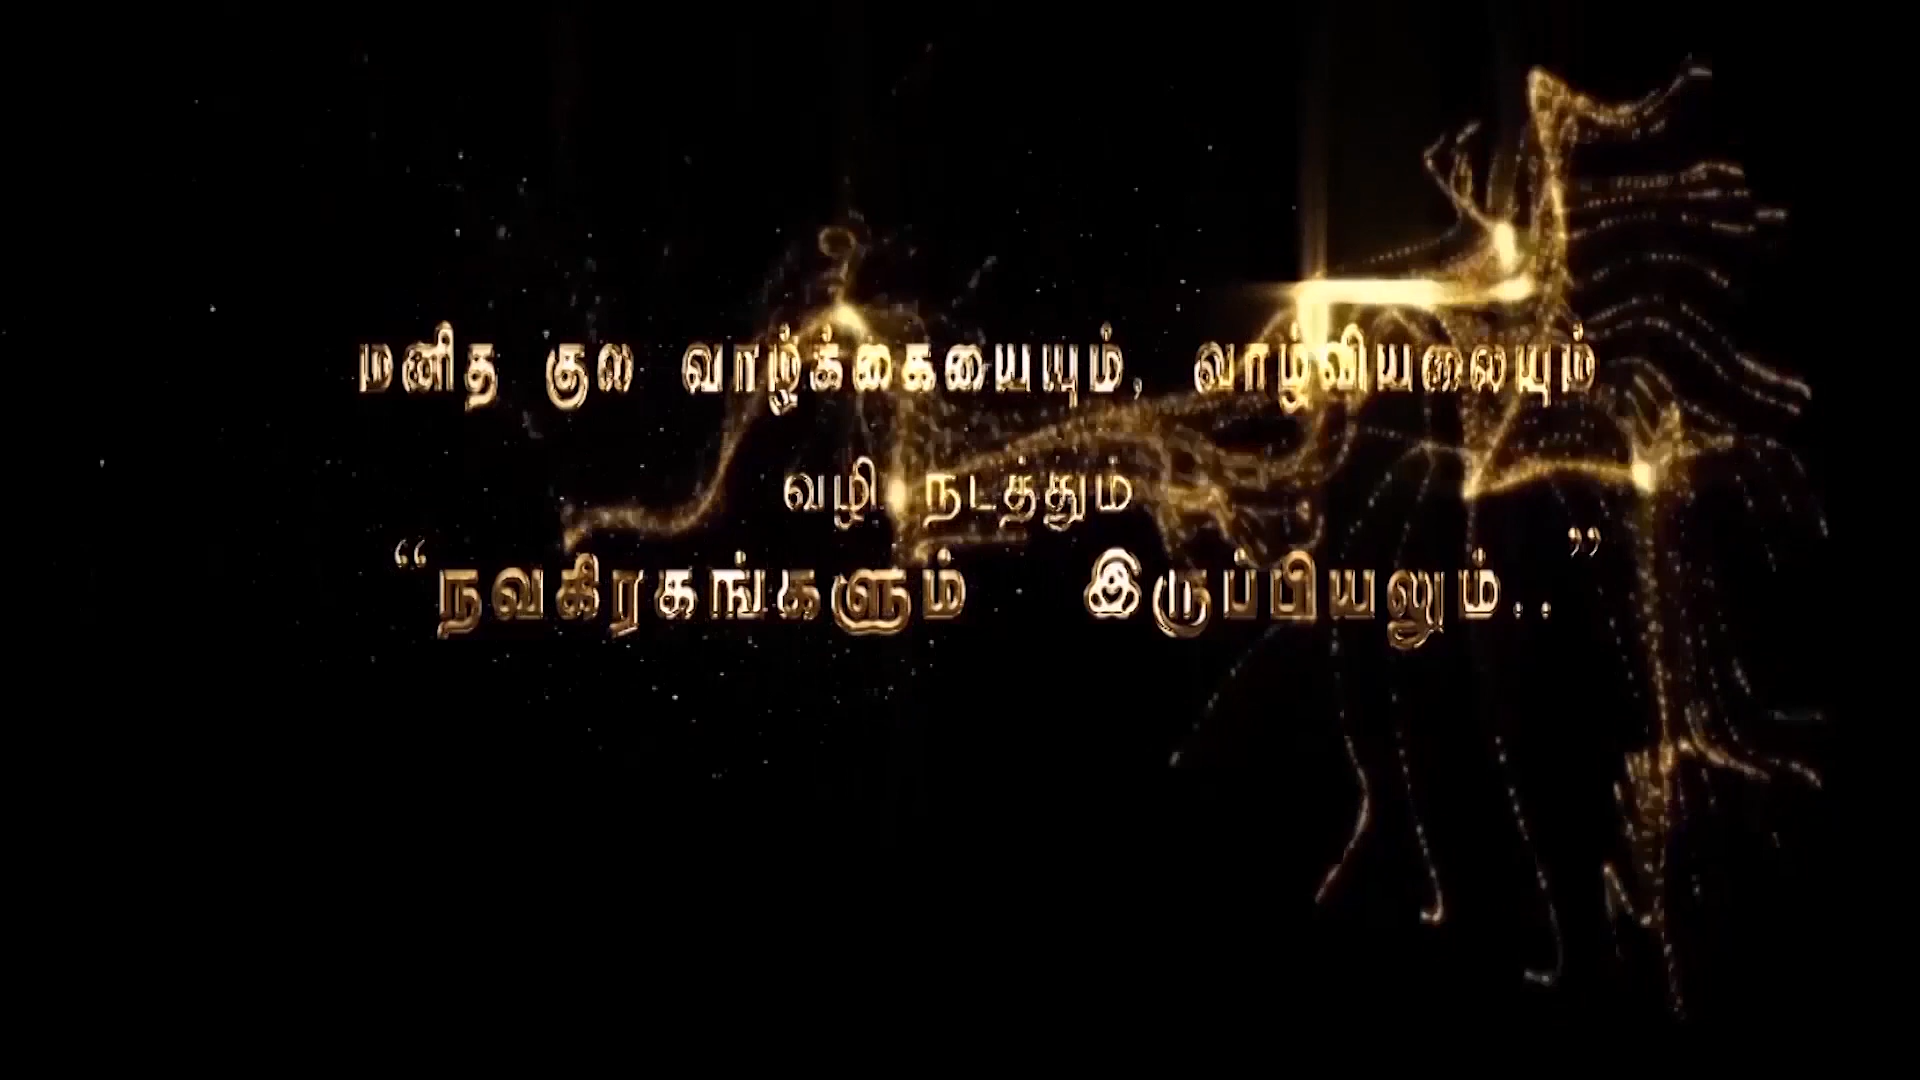 மனித குல வாழ்க்கையையும், வாழ்வியலையும்
வழி நடத்தும்
“நவகிரகங்களும் இருப்பியலும்..”